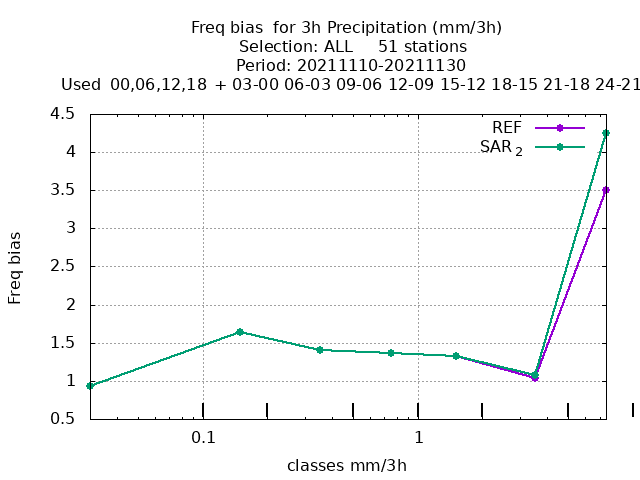 Freq bias  for 3h Precipitation (mm/3h)
Selection: ALL     51 stations
Period: 20211110-20211130
Used  00,06,12,18  + 03-00 06-03 09-06 12-09 15-12 18-15 21-18 24-21
4.5
REF
4
SAR 2
3.5
3
2.5
2
1.5
1
0.5
Freq bias
0.1
1
classes mm/3h